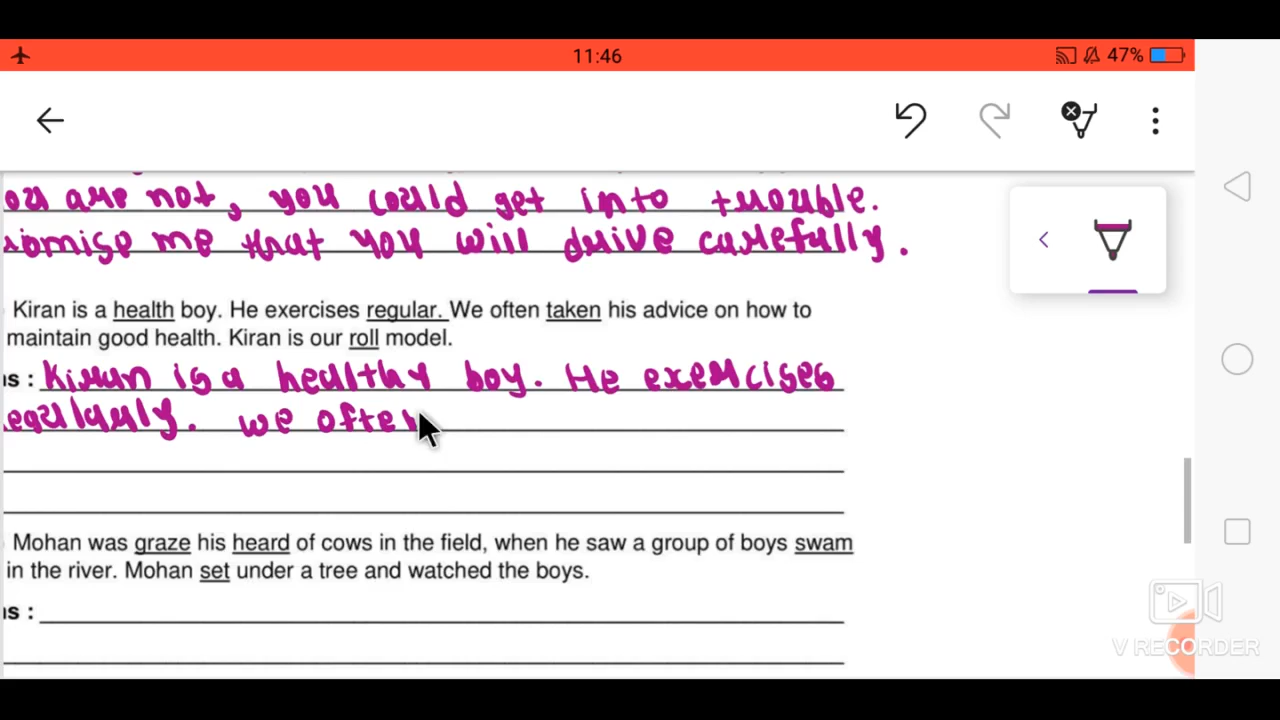 11:46
47%
ou are not, you could get into trouble.
romise me that you will drive carefully.
Kiran is a health boy. He exercises regular. We often taken his advice on how to
maintain good health. Kiran is our roll model.
ns : Kiran is a healthy boy. He exercises
egularly. We often
Mohan was graze his heard of cows in the field, when he saw a group of boys swam
in the river. Mohan set under a tree and watched the boys.
ns :
V RECORDER